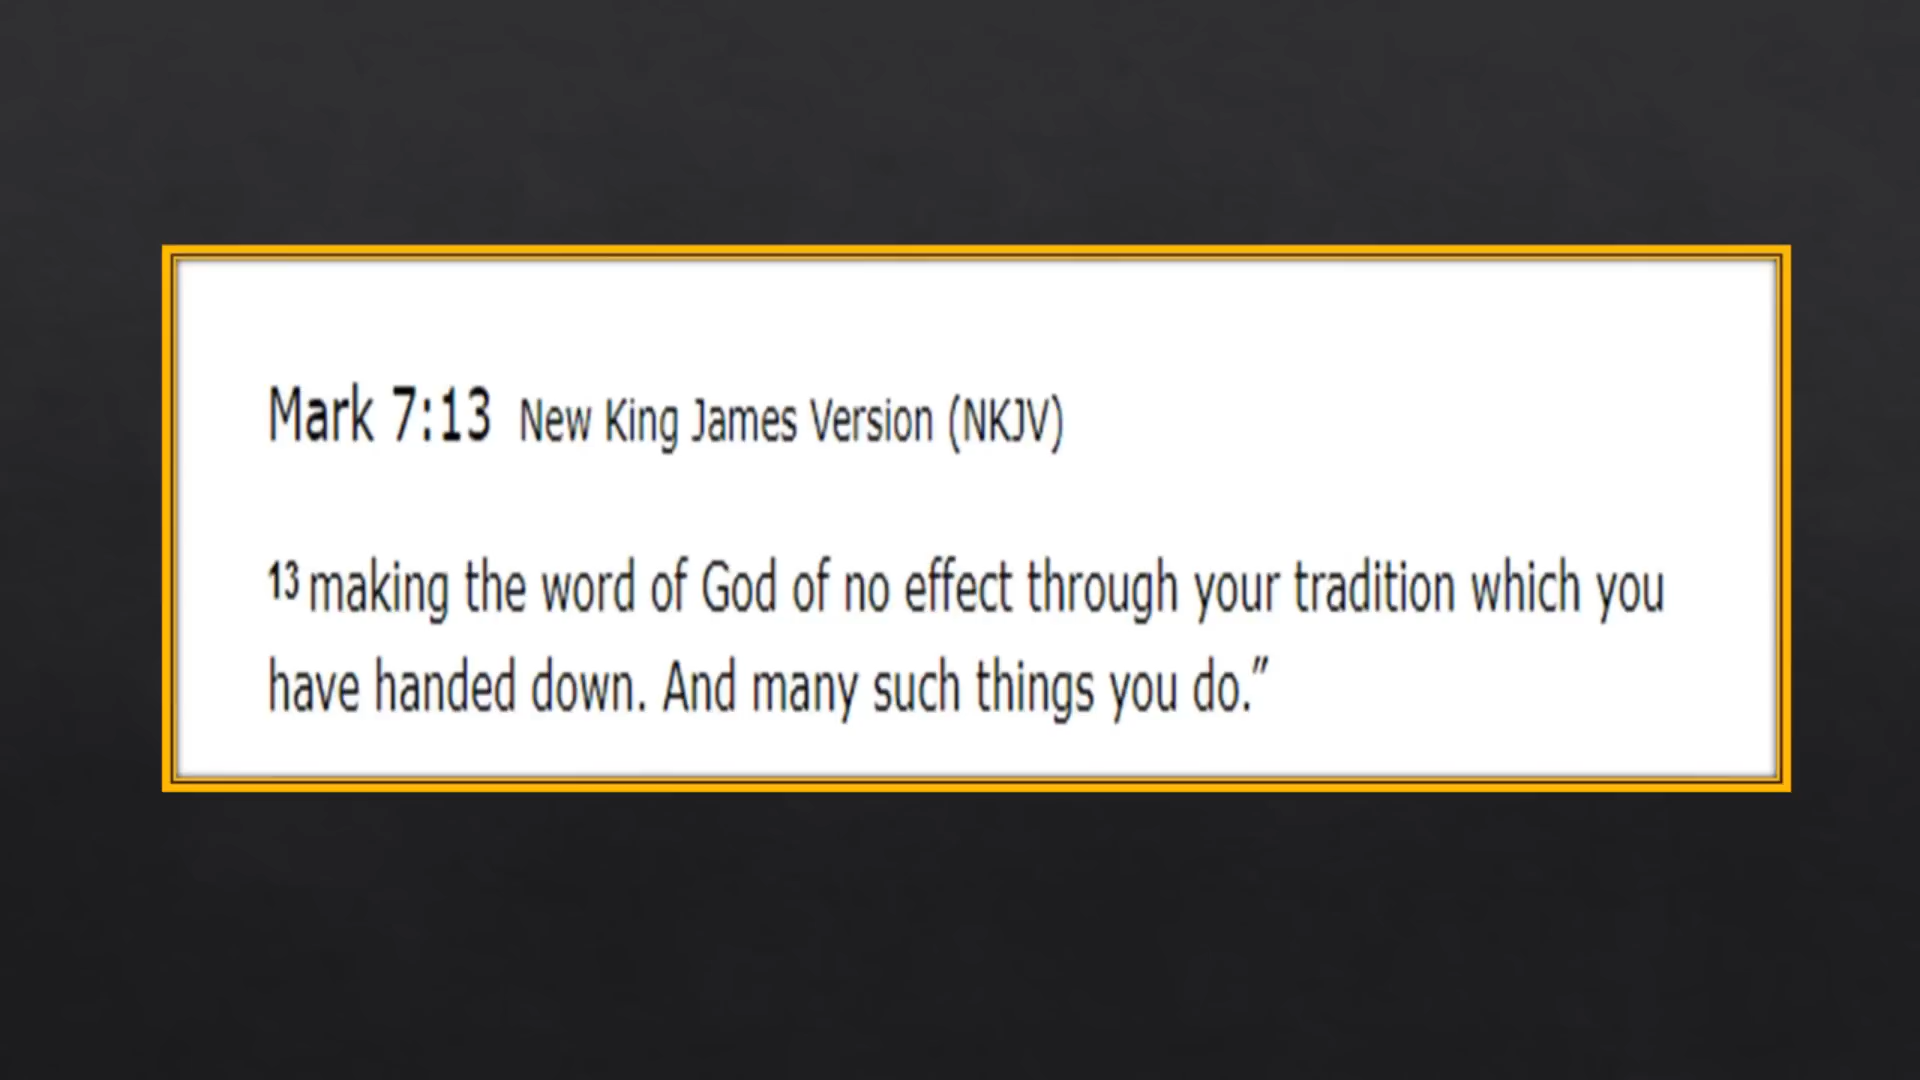 Mark 7:13 New King James Version (NKJV)
13 making the word of God of no effect through your tradition which you
have handed down. And many such things you do.”